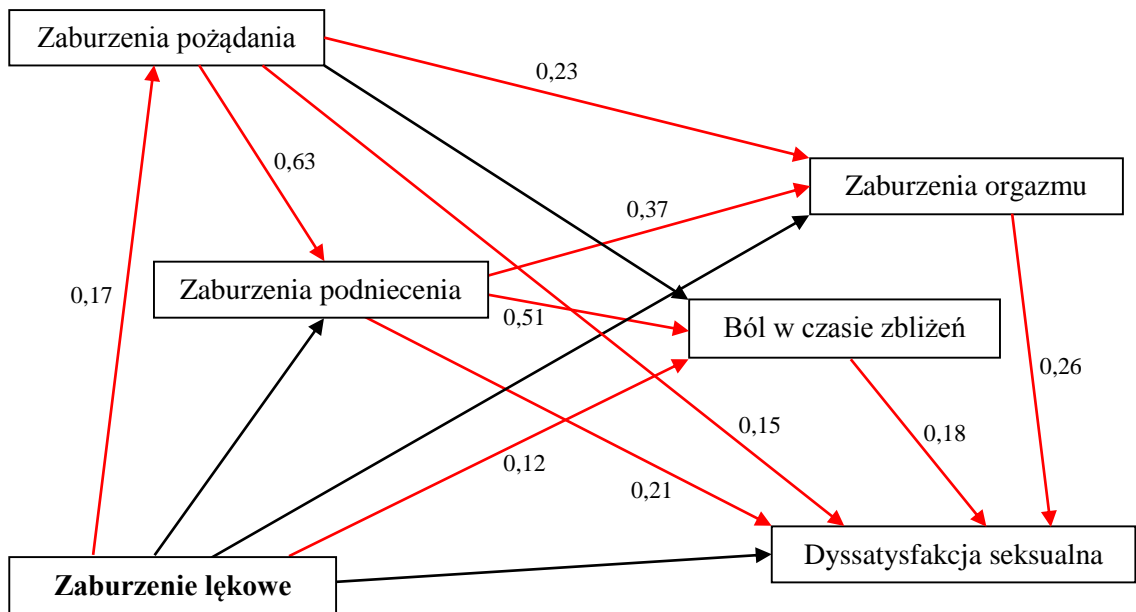 Zaburzenia pożądania
0,23
0,63
Zaburzenia orgazmu
0,37
Zaburzenia podniecenia
0,17
0,51
Ból w czasie zbliżeń
0,26
0,15
0,18
0,12
0,21
Dyssatysfakcja seksualna
Zaburzenie lękowe